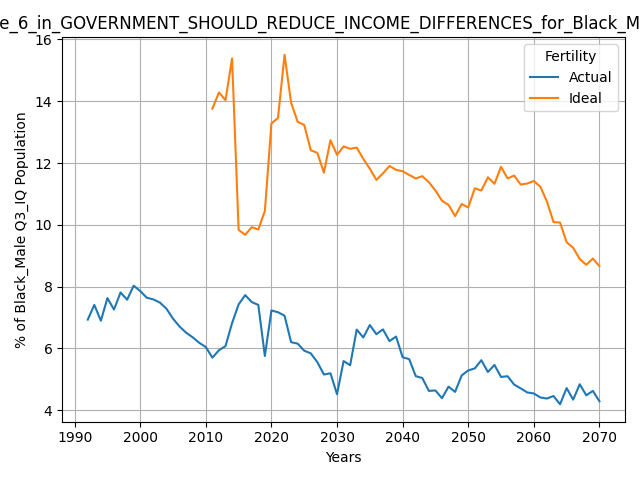 e_6_in_GOVERNMENT_SHOULD_REDUCE_INCOME_DIFFERENCES_for_Black_M
16
14
12
10
8
6
4
% of Black_Male Q3_IQ Population
Fertility
Actual
Ideal
1990 2000 2010 2020 2030 2040 2050 2060 2070
Years